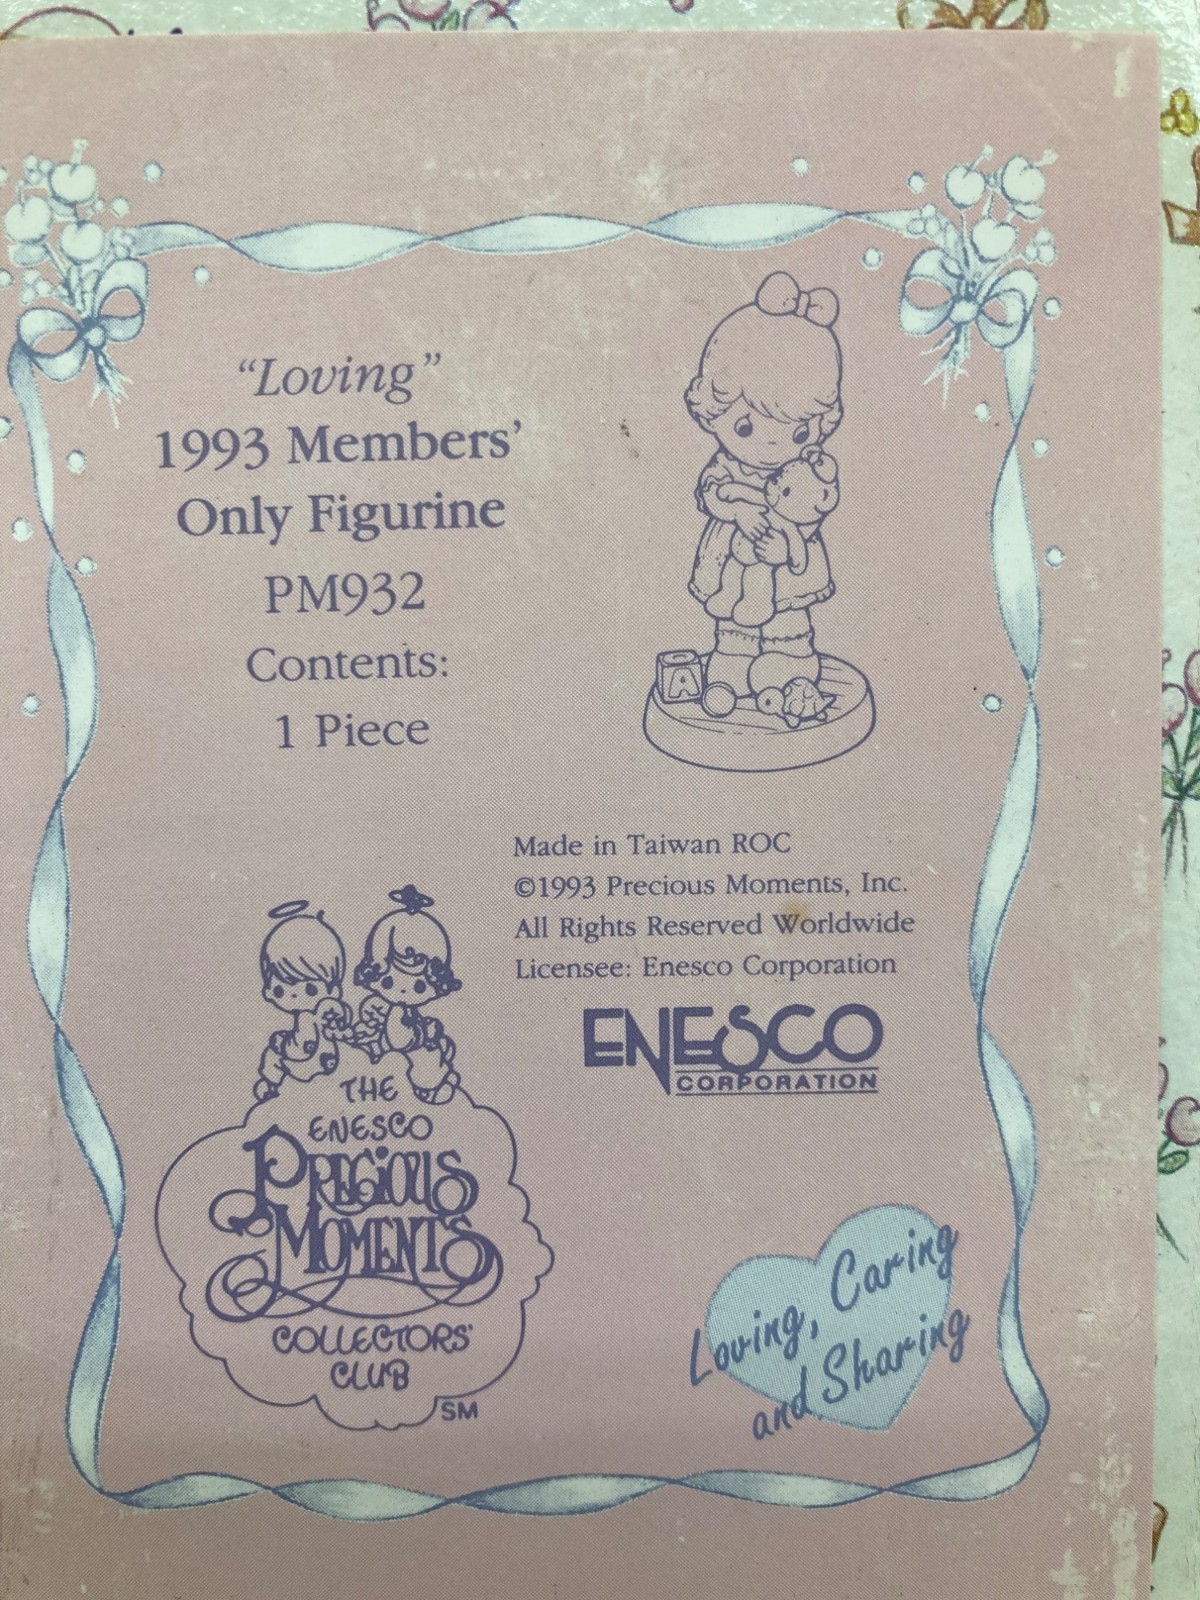 “Loving”
1993 Members’
Only Figurine
PM932
Contents:
1 Piece
A
Made in Taiwan ROC
©1993 Precious Moments, Inc.
All Rights Reserved Worldwide
Licensee: Enesco Corporation
ENESCO
CORPORATION
THE
ENESCO
PRECIOUS
MOMENTS
COLLECTORS'
CLUB
SM
Loving, Caring
and Sharing